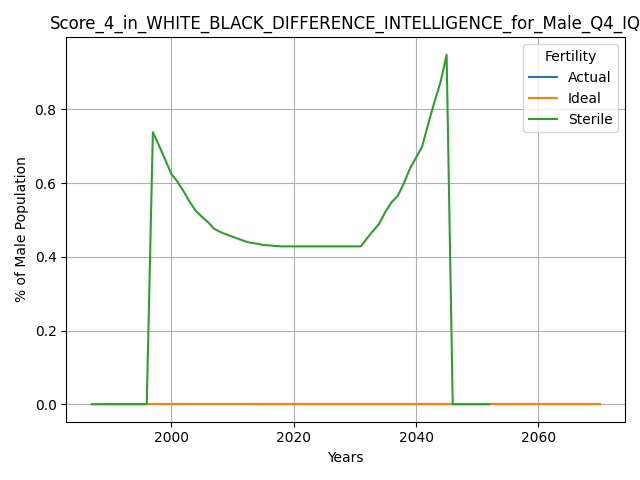 Score_4_in_WHITE_BLACK_DIFFERENCE_INTELLIGENCE_for_Male_Q4_IQ
% of Male Population
0.8
0.6
0.4
0.2
0.0
Fertility
Actual
Ideal
Sterile
2000
2020
2040
2060
Years